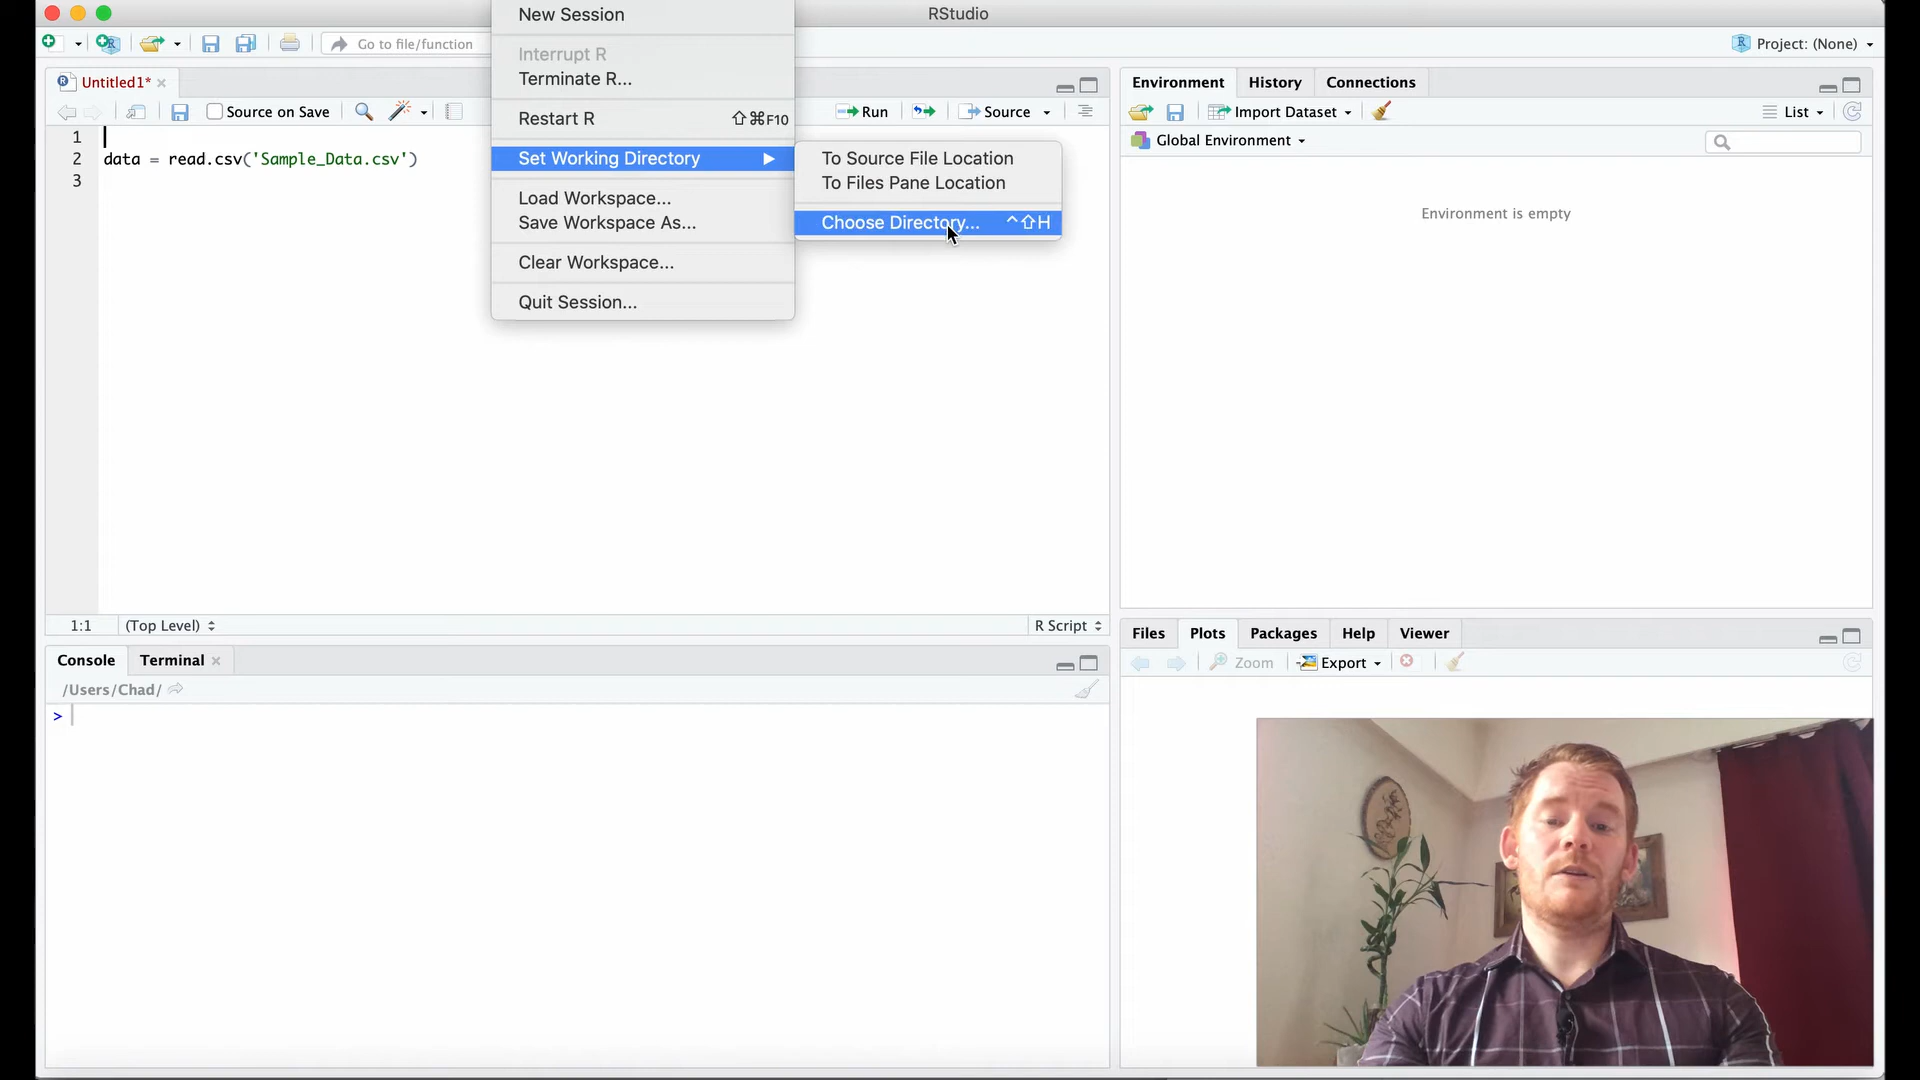 RStudio
New Session
Interrupt R
Terminate R...
Restart R ⇧⌘F10
Set Working Directory ▶
Load Workspace...
Save Workspace As...
Clear Workspace...
Quit Session...
To Source File Location
To Files Pane Location
Choose Directory... ^⇧H
Go to file/function
Project: (None)
Untitled1*
Source on Save
Run
Source
1
2 data = read.csv('Sample_Data.csv')
3
1:1 (Top Level)
R Script
Console Terminal
/Users/Chad/
>
Environment History Connections
Import Dataset
List
Global Environment
Environment is empty
Files Plots Packages Help Viewer
Zoom Export